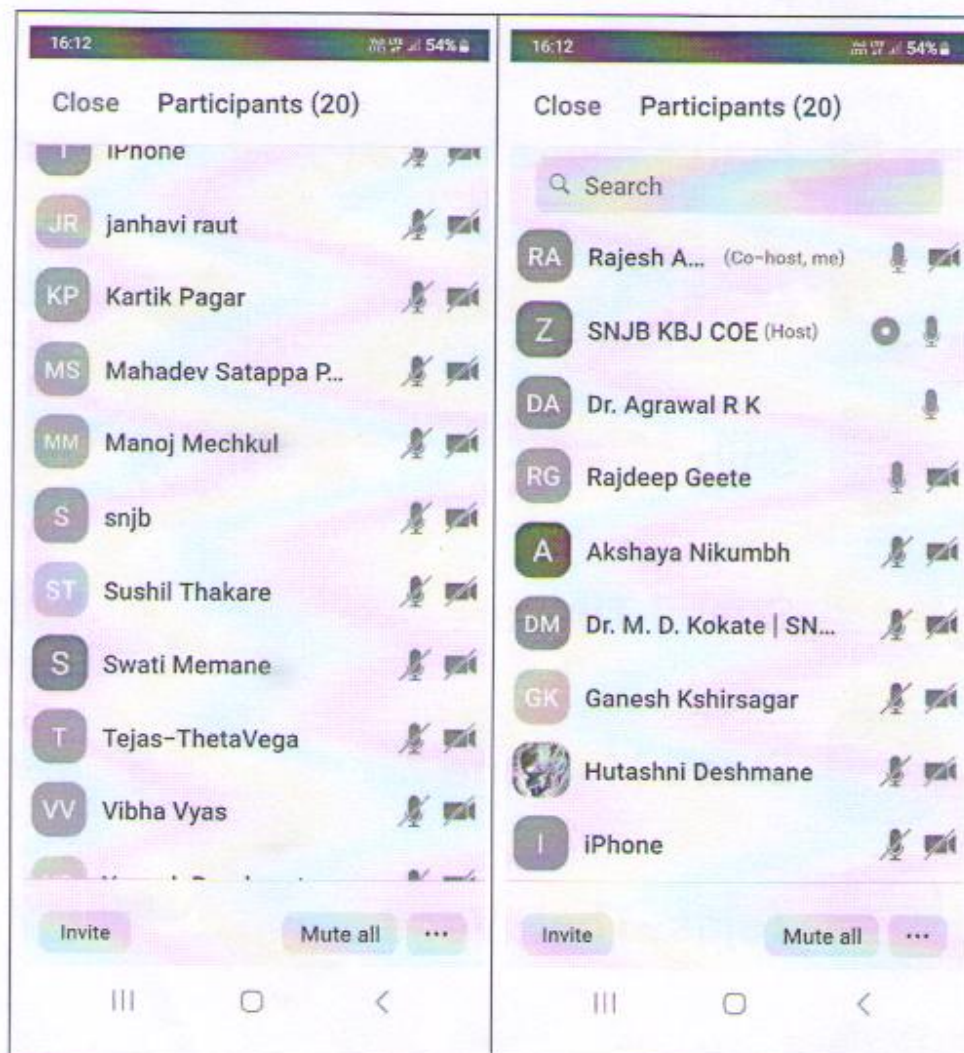 16:12 54%
Close Participants (20)
iPhone
JR janhavi raut
KP Kartik Pagar
MS Mahadev Satappa P...
MM Manoj Mechkul
S snjb
ST Sushil Thakare
S Swati Memane
T Tejas-ThetaVega
VV Vibha Vyas
Invite Mute all ...
16:12 54%
Close Participants (20)
Search
RA Rajesh A... (Co-host, me)
Z SNJB KBJ COE (Host)
DA Dr. Agrawal R K
RG Rajdeep Geete
A Akshaya Nikumbh
DM Dr. M. D. Kokate | SN...
GK Ganesh Kshirsagar
Hutashni Deshmane
I iPhone
Invite Mute all ...